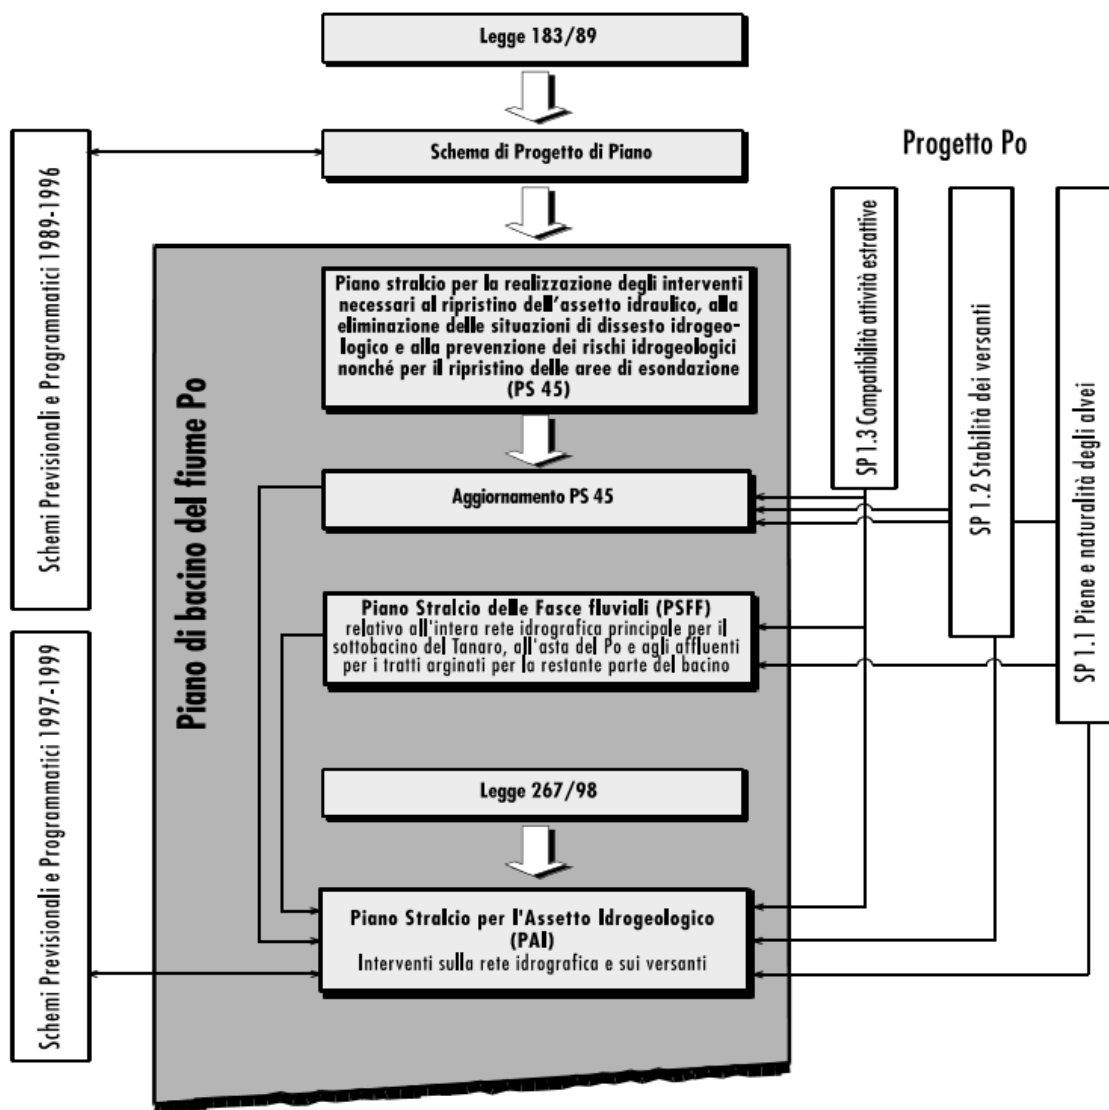 Legge 183/89
Schema di Progetto di Piano
Progetto Po
Schemi Previsionali e Programmatici 1989-1996
Piano di bacino del fiume Po
Piano stralcio per la realizzazione degli interventi
necessari al ripristino dell'assetto idraulico, alla
eliminazione delle situazioni di dissesto idrogeo-
logico e alla prevenzione dei rischi idrogeologici
nonché per il ripristino delle aree di esondazione
(PS 45)
SP 1.3 Compatibilità attività estrattive
SP 1.2 Stabilità dei versanti
SP 1.1 Piene e naturalità degli alvei
Aggiornamento PS 45
Piano Stralcio delle Fasce fluviali (PSFF)
relativo all'intera rete idrografica principale per il
sottobacino del Tanaro, all'asta del Po e agli affluenti
per i tratti arginati per la restante parte del bacino
Schemi Previsionali e Programmatici 1997-1999
Legge 267/98
Piano Stralcio per l'Assetto Idrogeologico
(PAI)
Interventi sulla rete idrografica e sui versanti